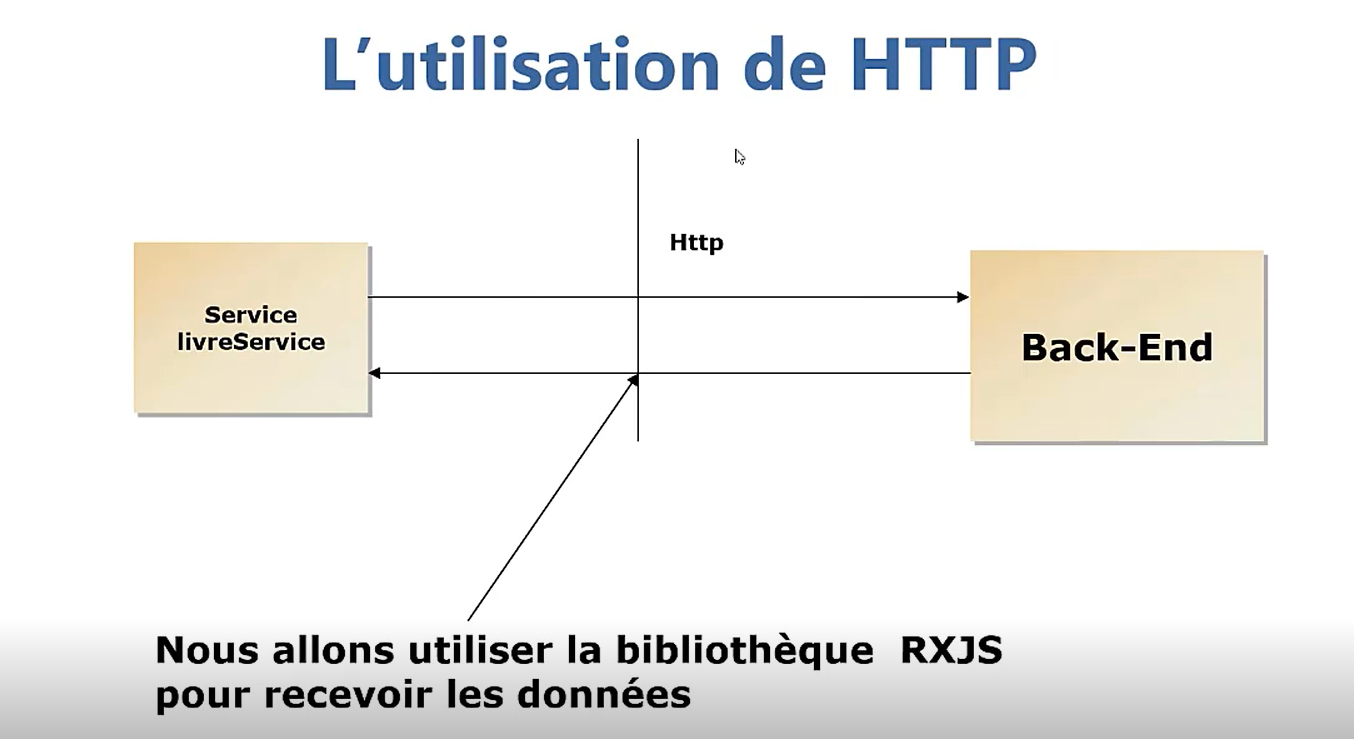 L’utilisation de HTTP
Http
Service
livreService
Back-End
Nous allons utiliser la bibliothèque RXJS
pour recevoir les données